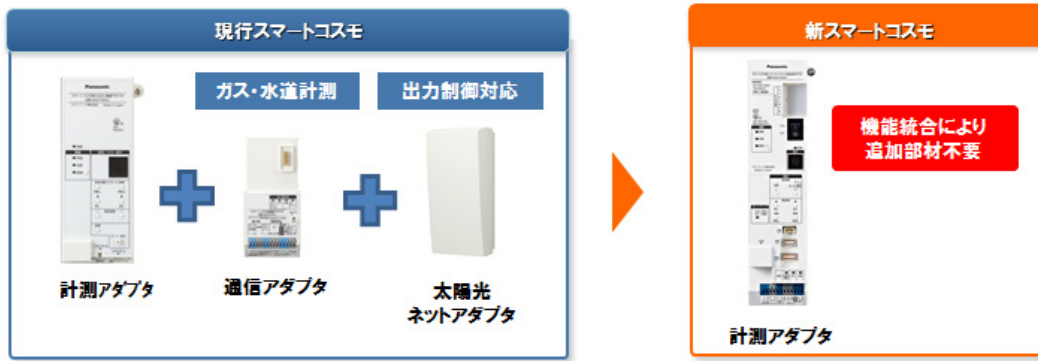 現行スマートコスモ
ガス・水道計測
出力制御対応
Panasonic
計測アダプタ
通信アダプタ
太陽光
ネットアダプタ
新スマートコスモ
Panasonic
機能統合により
追加部材不要
計測アダプタ